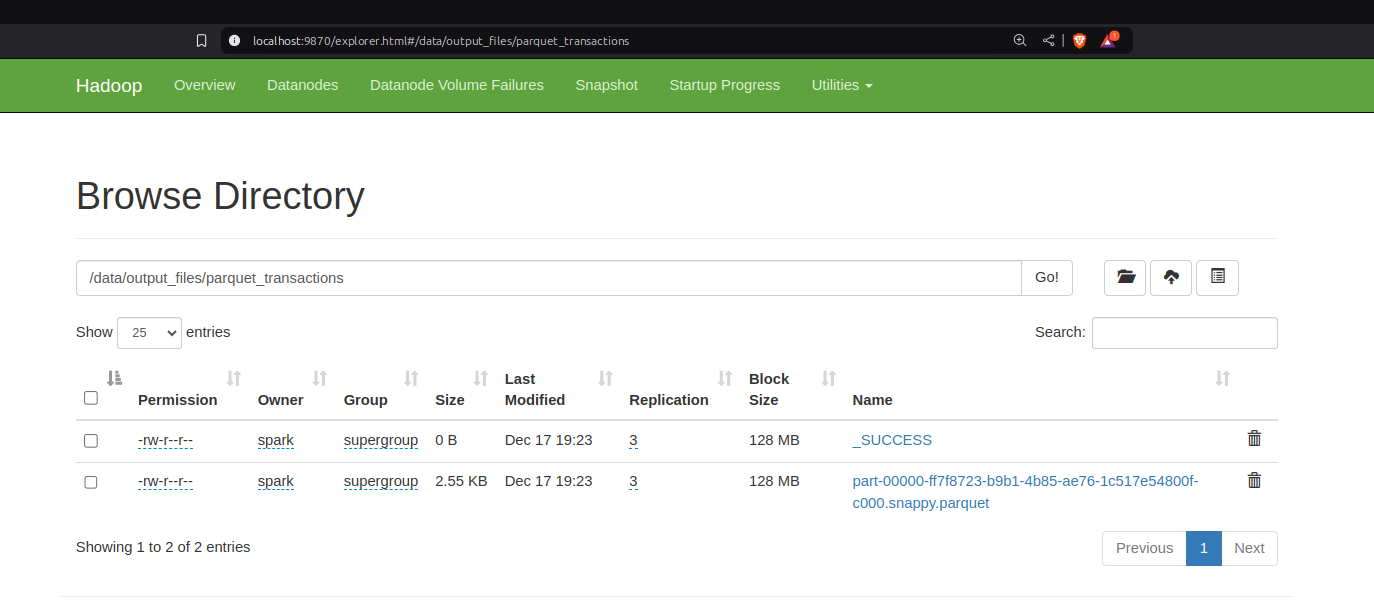 localhost:9870/explorer.html#/data/output_files/parquet_transactions
1
Hadoop Overview Datanodes Datanode Volume Failures Snapshot Startup Progress Utilities
Browse Directory
/data/output_files/parquet_transactions Go!
Show 25 entries Search:
Permission Owner Group Size Last Modified Replication Block Size Name
-rw-r--r-- spark supergroup 0 B Dec 17 19:23 3 128 MB _SUCCESS
-rw-r--r-- spark supergroup 2.55 KB Dec 17 19:23 3 128 MB part-00000-ff7f8723-b9b1-4b85-ae76-1c517e54800f-
c000.snappy.parquet
Showing 1 to 2 of 2 entries Previous 1 Next